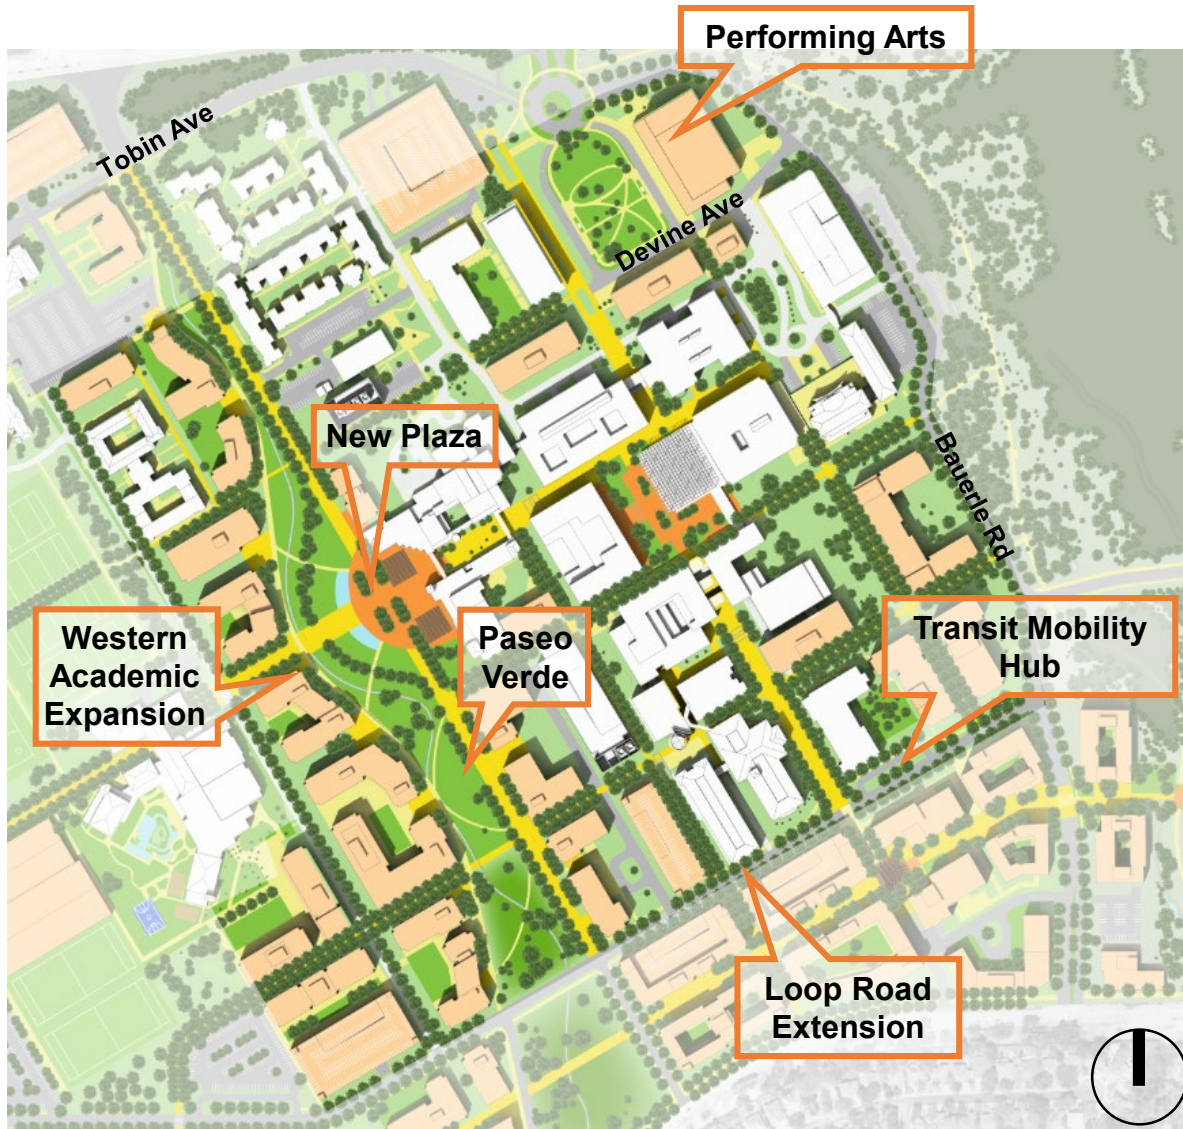 Performing Arts
Tobin Ave
Devine Ave
New Plaza
Bauerle Rd
Western
Academic
Expansion
Paseo
Verde
Transit Mobility
Hub
Loop Road
Extension